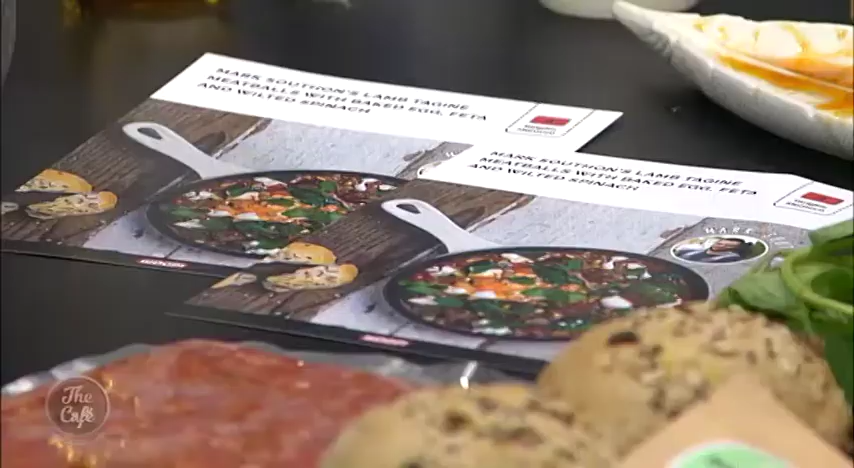 MARK SOUTHON'S LAMB TAGINE
MEATBALLS WITH BAKED EGG, FETA
AND WILTED SPINACH
MARK SOUTHON'S LAMB TAGINE
MEATBALLS WITH BAKED EGG, FETA
AND WILTED SPINACH
MARK
The
Café